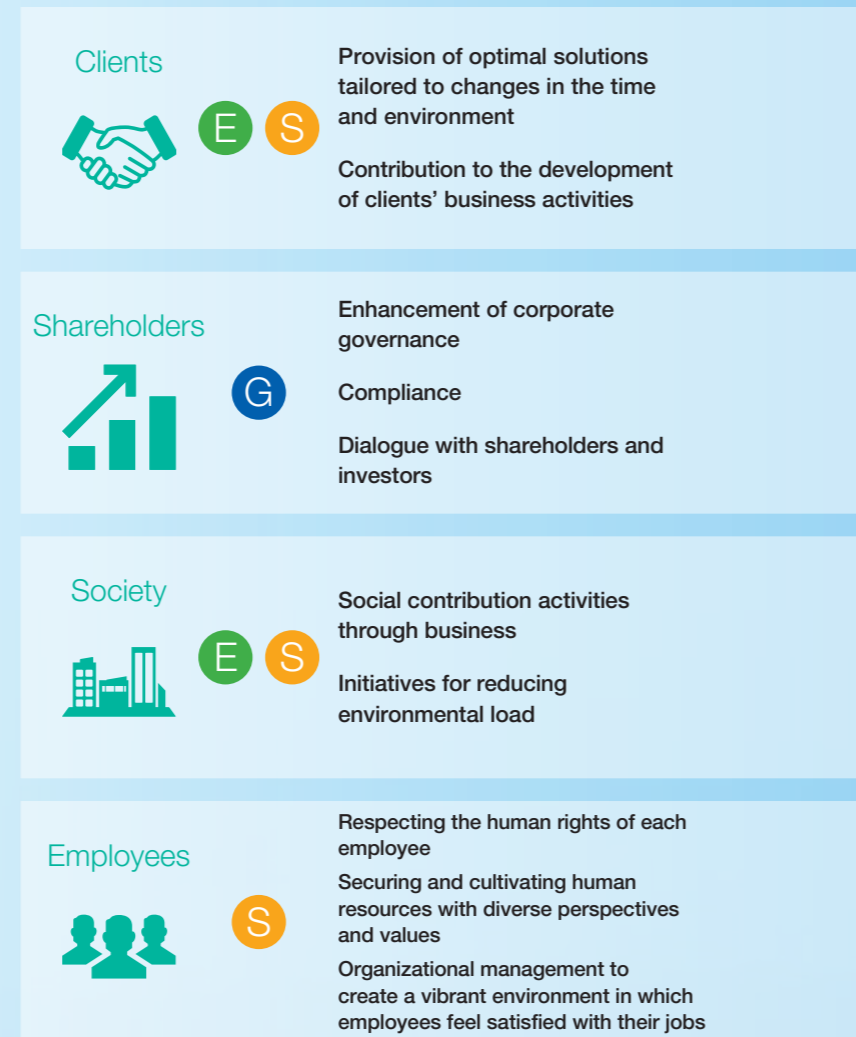 Clients
E S
Provision of optimal solutions
tailored to changes in the time
and environment
Contribution to the development
of clients’ business activities
Shareholders
G
Enhancement of corporate
governance
Compliance
Dialogue with shareholders and
investors
Society
E S
Social contribution activities
through business
Initiatives for reducing
environmental load
Employees
S
Respecting the human rights of each
employee
Securing and cultivating human
resources with diverse perspectives
and values
Organizational management to
create a vibrant environment in which
employees feel satisfied with their jobs